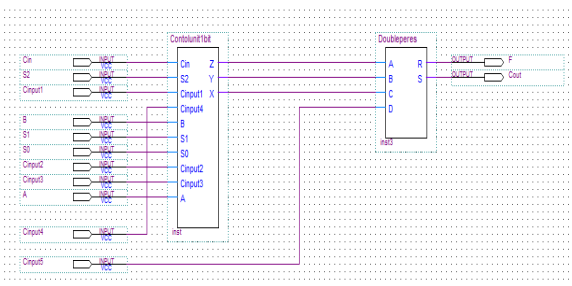 Contolunit1bit
Doubleperes
Cin INPUT VCC
S2 INPUT VCC
Cinput1 INPUT VCC
B INPUT VCC
S1 INPUT VCC
S0 INPUT VCC
Cinput2 INPUT VCC
Cinput3 INPUT VCC
A INPUT VCC
Cinput4 INPUT VCC
Cinput5 INPUT VCC
Cin Z
S2 Y
Cinput1 X
Cinput4
B
S1
S0
Cinput2
Cinput3
A
inst
A R
B S
C
D
inst3
OUTPUT F
OUTPUT Cout